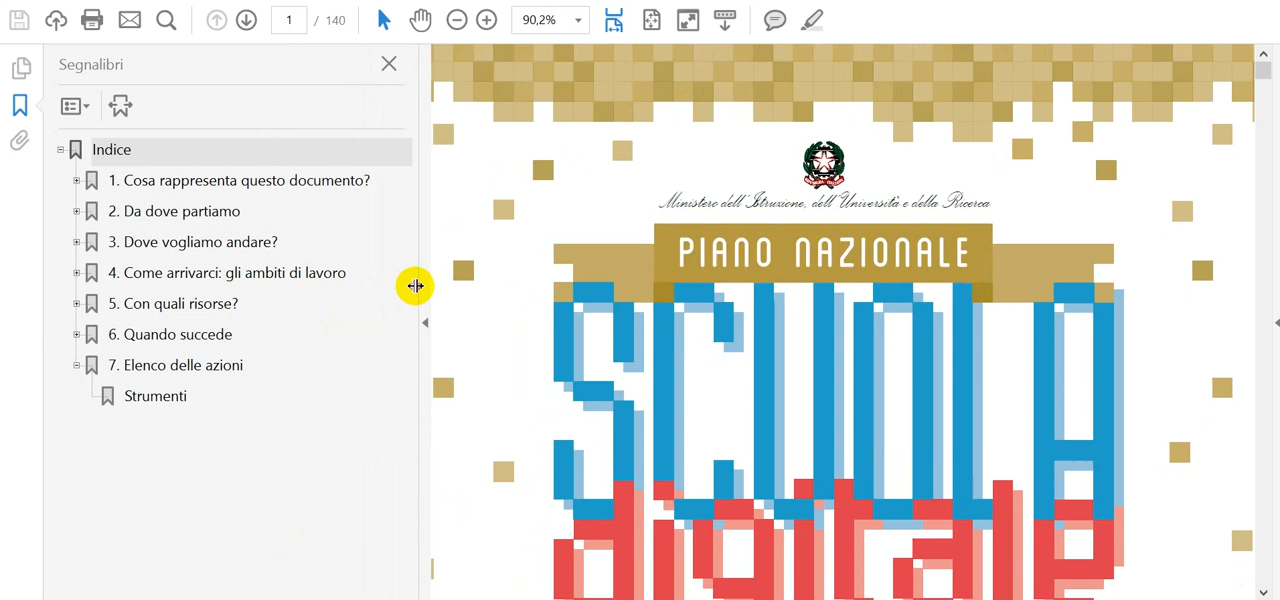 1 / 140
90,2%
Segnalibri
Indice
1. Cosa rappresenta questo documento?
2. Da dove partiamo
3. Dove vogliamo andare?
4. Come arrivarci: gli ambiti di lavoro
5. Con quali risorse?
6. Quando succede
7. Elenco delle azioni
Strumenti
Ministero dell'Istruzione, dell'Università e della Ricerca
PIANO NAZIONALE
SCUOLA
digitale